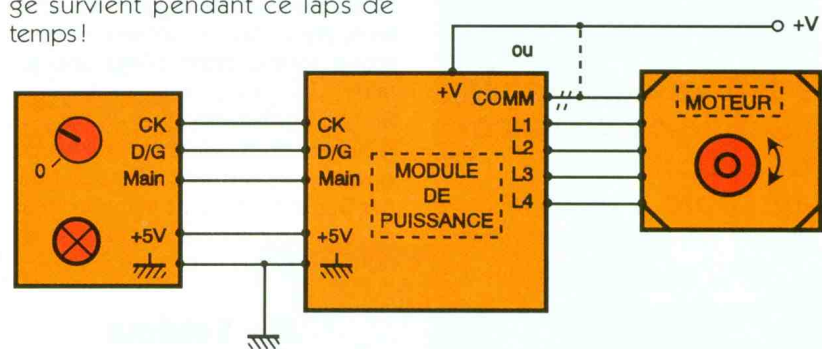 ge survient pendant ce laps de
temps!
+V
ou
+V
COMM
MOTEUR
CK
CK
L1
D/G
D/G
L2
0
Main
Main
MODULE
DE
PUISSANCE
L3
L4
+5V
+5V